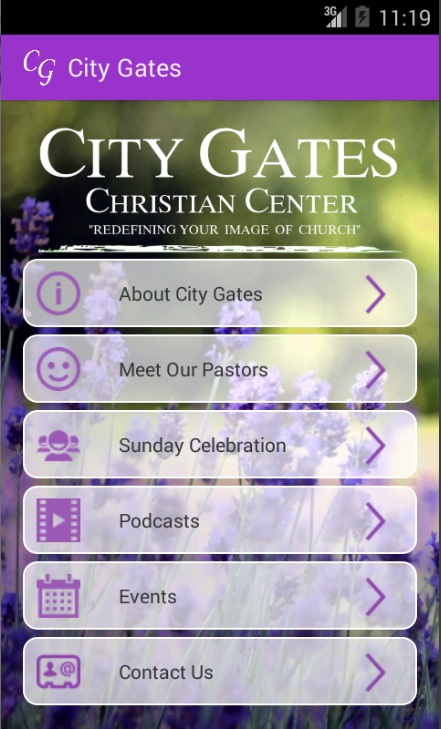 3G 11:19
CG City Gates
CITY GATES
CHRISTIAN CENTER
"REDEFINING YOUR IMAGE OF CHURCH"
About City Gates
Meet Our Pastors
Sunday Celebration
Podcasts
Events
Contact Us